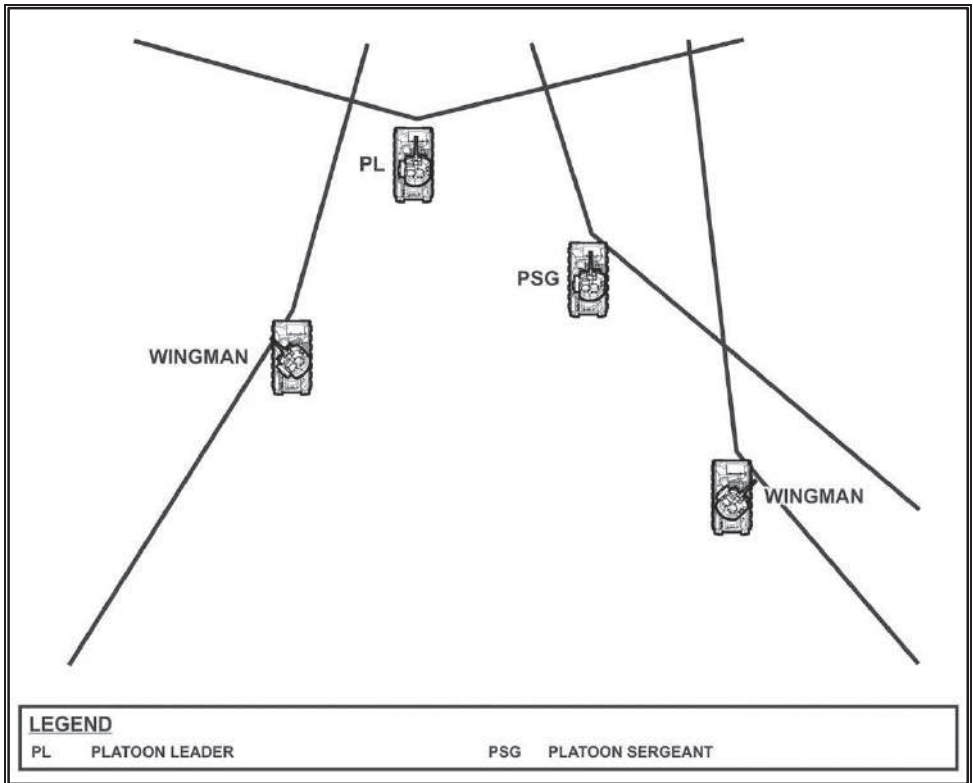 PL
PSG
WINGMAN
WINGMAN
LEGEND
PL PLATOON LEADER PSG PLATOON SERGEANT